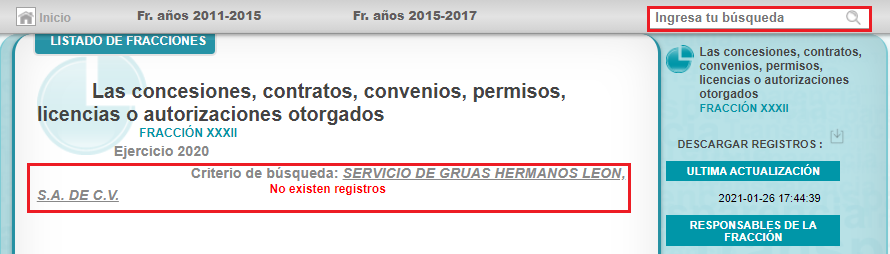 Inicio
Fr. años 2011-2015
Fr. años 2015-2017
Ingresa tu búsqueda
LISTADO DE FRACCIONES
Las concesiones, contratos, convenios, permisos,
licencias o autorizaciones otorgados
FRACCIÓN XXXII
Ejercicio 2020
Criterio de búsqueda: SERVICIO DE GRUAS HERMANOS LEON,
S.A. DE C.V.
No existen registros
Las concesiones, contratos,
convenios, permisos,
licencias o autorizaciones
otorgados
FRACCIÓN XXXII
DESCARGAR REGISTROS :
ULTIMA ACTUALIZACIÓN
2021-01-26 17:44:39
RESPONSABLES DE LA
FRACCIÓN